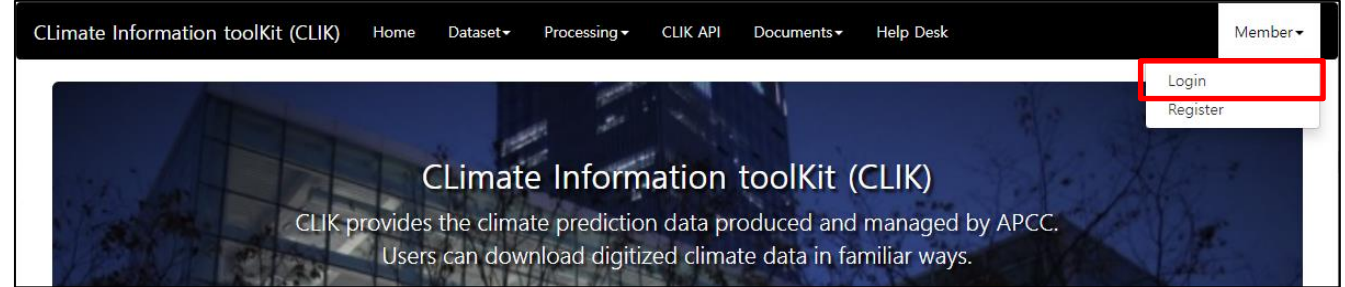 CLimate Information toolKit (CLIK) Home Dataset Processing CLIK API Documents Help Desk Member
Login
Register
CLimate Information toolKit (CLIK)
CLIK provides the climate prediction data produced and managed by APCC.
Users can download digitized climate data in familiar ways.